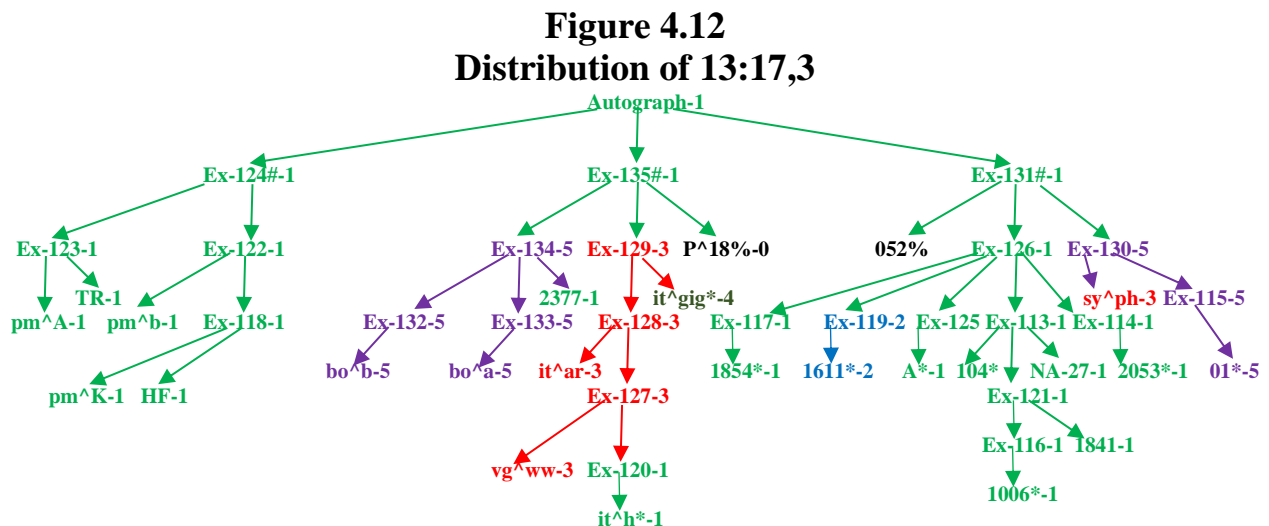 Figure 4.12
Distribution of 13:17,3
Autograph-1
Ex-124#-1 Ex-135#-1 Ex-131#-1
Ex-123-1 Ex-122-1 Ex-134-5 Ex-129-3 P^18%-0 052% Ex-126-1 Ex-130-5
TR-1 2377-1 it^gig*-4 sy^ph-3 Ex-115-5
pm^A-1 pm^b-1 Ex-118-1 Ex-132-5 Ex-133-5 Ex-128-3 Ex-117-1 Ex-119-2 Ex-125 Ex-113-1 Ex-114-1
bo^b-5 bo^a-5 it^ar-3 1854*-1 1611*-2 A*-1 104* NA-27-1 2053*-1 01*-5
pm^K-1 HF-1 Ex-127-3 Ex-121-1
Ex-116-1 1841-1
vg^ww-3 Ex-120-1
1006*-1
it^h*-1